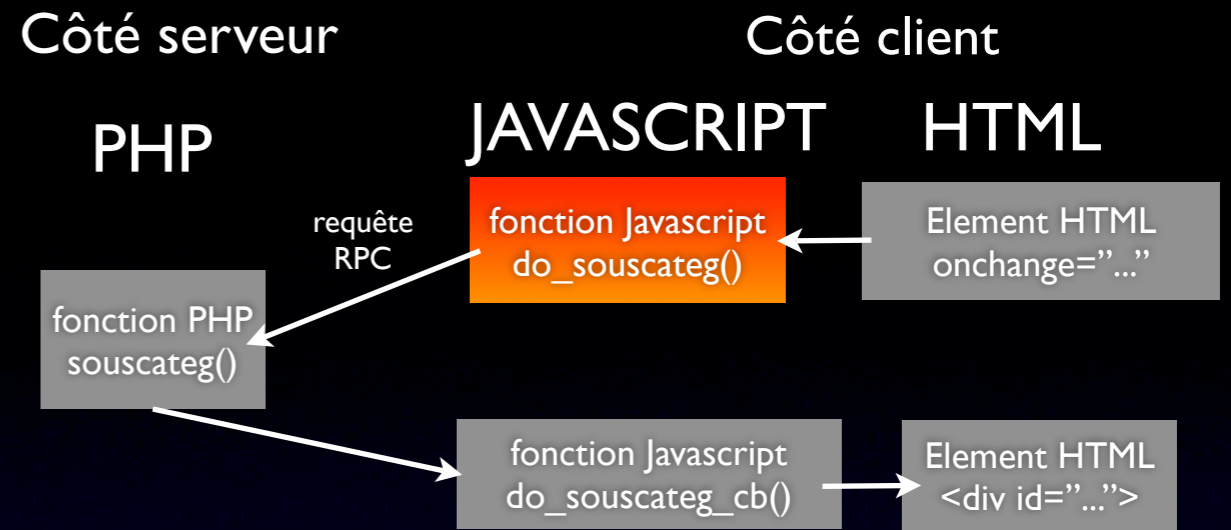 Côté serveur
Côté client
PHP
JAVASCRIPT
HTML
requête
RPC
fonction Javascript
do_souscateg()
Element HTML
onchange=”...”
fonction PHP
souscateg()
fonction Javascript
do_souscateg_cb()
Element HTML
<div id=”...”>